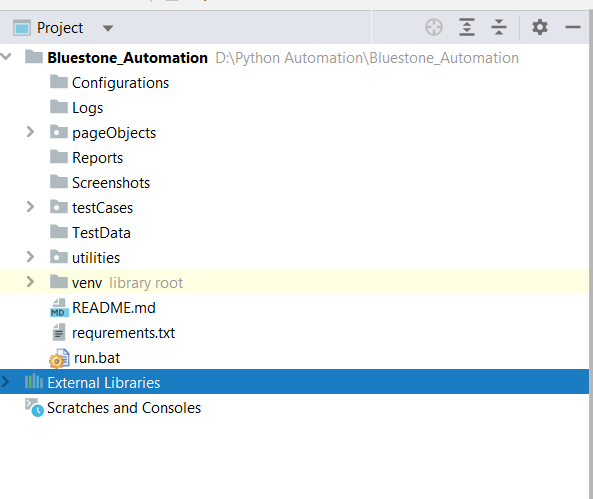 Project
Bluestone_Automation D:\Python Automation\Bluestone_Automation
Configurations
Logs
pageObjects
Reports
Screenshots
testCases
TestData
utilities
venv library root
MD README.md
requrements.txt
run.bat
External Libraries
Scratches and Consoles